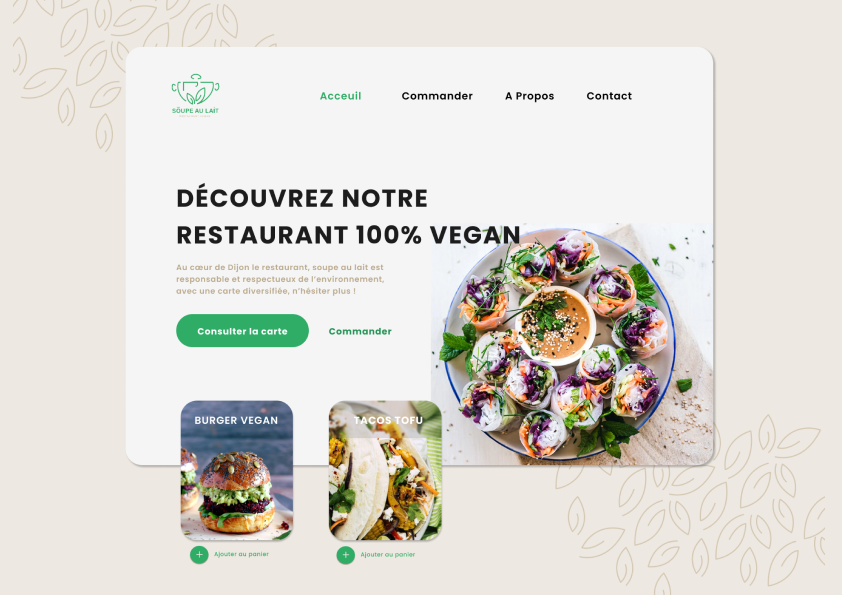 SOUPE AU LAIT
Acceuil
Commander
A Propos
Contact
DÉCOUVREZ NOTRE
RESTAURANT 100% VEGAN
Au cœur de Dijon le restaurant, soupe au lait est
responsable et respectueux de l'environnement,
avec une carte diversifiée, n'hésiter plus !
Consulter la carte
Commander
BURGER VEGAN
TACOS TOFU
Ajouter au panier
Ajouter au panier